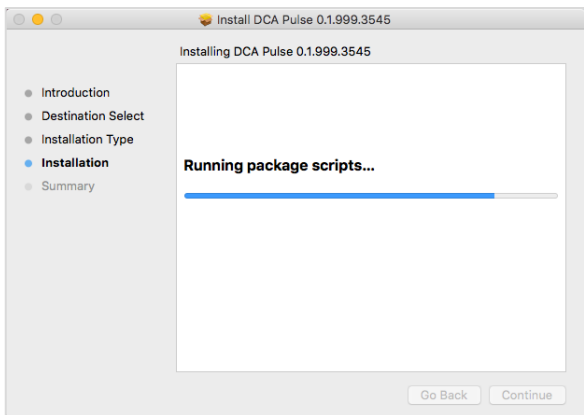 Install DCA Pulse 0.1.999.3545
Installing DCA Pulse 0.1.999.3545
Introduction
Destination Select
Installation Type
Installation
Summary
Running package scripts...
Go Back
Continue